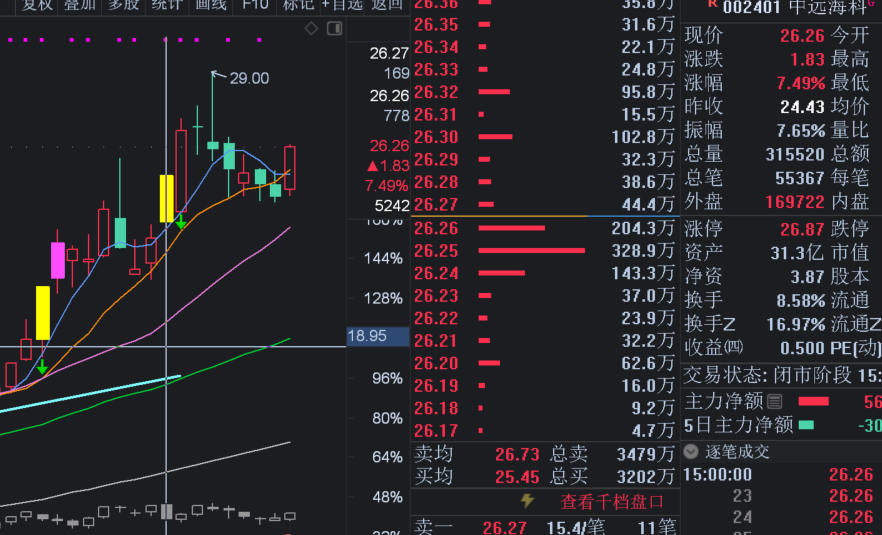 复权 叠加 多股 统计 画线 F10 标记 +自选 返回
29.00
26.27
169
26.26
778
26.26
▲1.83
7.49%
5242
160%
144%
128%
18.95
96%
80%
64%
48%
26.36 35.8万
26.35 31.6万
26.34 22.1万
26.33 24.8万
26.32 95.8万
26.31 15.5万
26.30 102.8万
26.29 32.3万
26.28 38.6万
26.27 44.4万
26.26 204.3万
26.25 328.9万
26.24 143.3万
26.23 37.0万
26.22 23.9万
26.21 32.2万
26.20 62.6万
26.19 16.0万
26.18 9.2万
26.17 4.7万
卖均 26.73 总卖 3479万
买均 25.45 总买 3202万
查看千档盘口
卖一 26.27 15.4/笔 11笔
R 002401 中远海科 G
现价 26.26 今开
涨跌 1.83 最高
涨幅 7.49% 最低
昨收 24.43 均价
振幅 7.65% 量比
总量 315520 总额
总笔 55367 每笔
外盘 169722 内盘
涨停 26.87 跌停
资产 31.3亿 市值
净资 3.87 股本
换手 8.58% 流通
换手Z 16.97% 流通Z
收益㈣ 0.500 PE(动)
交易状态: 闭市阶段 15:
主力净额 56
5日主力净额 -30
逐笔成交
15:00:00 26.26
23 26.26
24 26.26